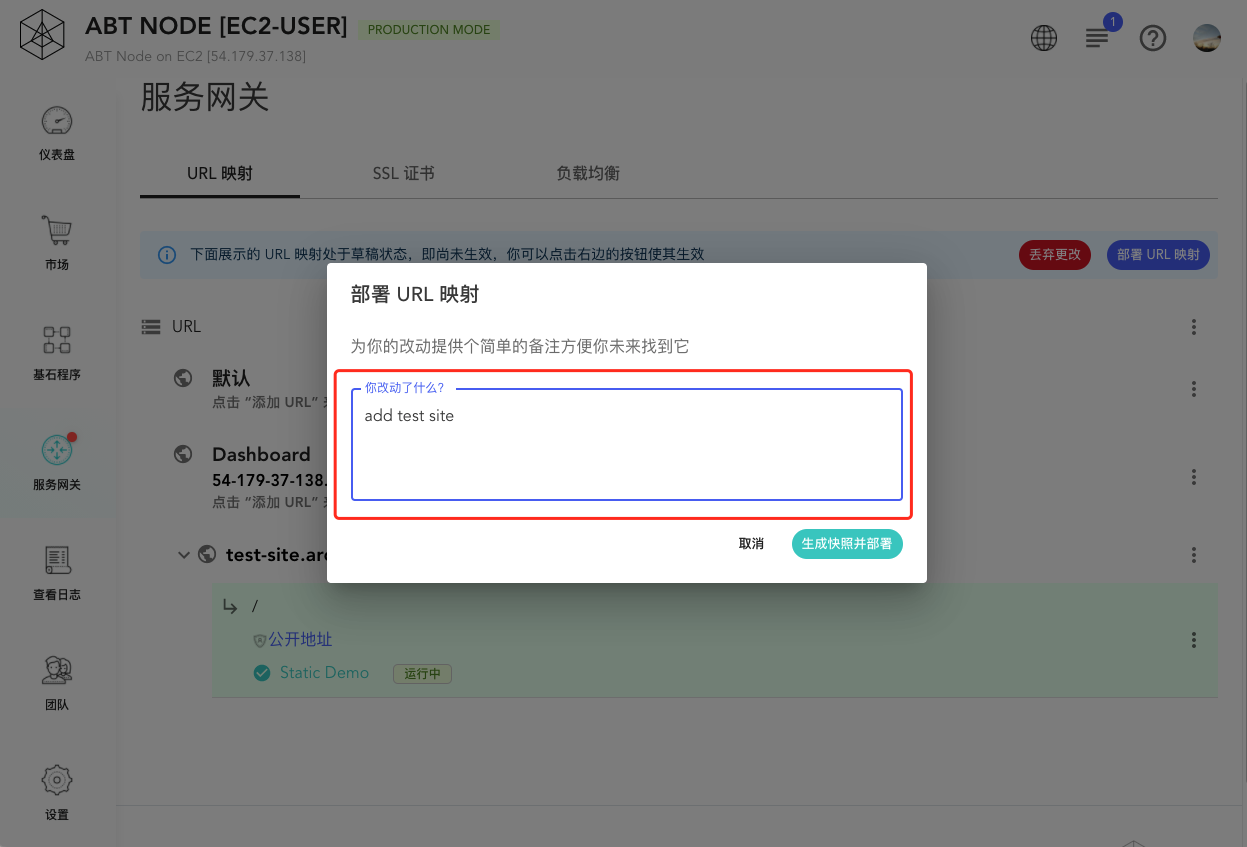 ABT NODE [EC2-USER]
PRODUCTION MODE
ABT Node on EC2 [54.179.37.138]
1
仪表盘
市场
基石程序
服务网关
查看日志
团队
设置
服务网关
URL 映射
SSL 证书
负载均衡
下面展示的 URL 映射处于草稿状态，即尚未生效，你可以点击右边的按钮使其生效
丢弃更改
部署 URL 映射
URL
默认
点击 “添加 URL”
Dashboard
54-179-37-138.
点击 “添加 URL”
test-site.arc
/
公开地址
Static Demo
运行中
部署 URL 映射
为你的改动提供个简单的备注方便你未来找到它
你改动了什么？
add test site
取消
生成快照并部署